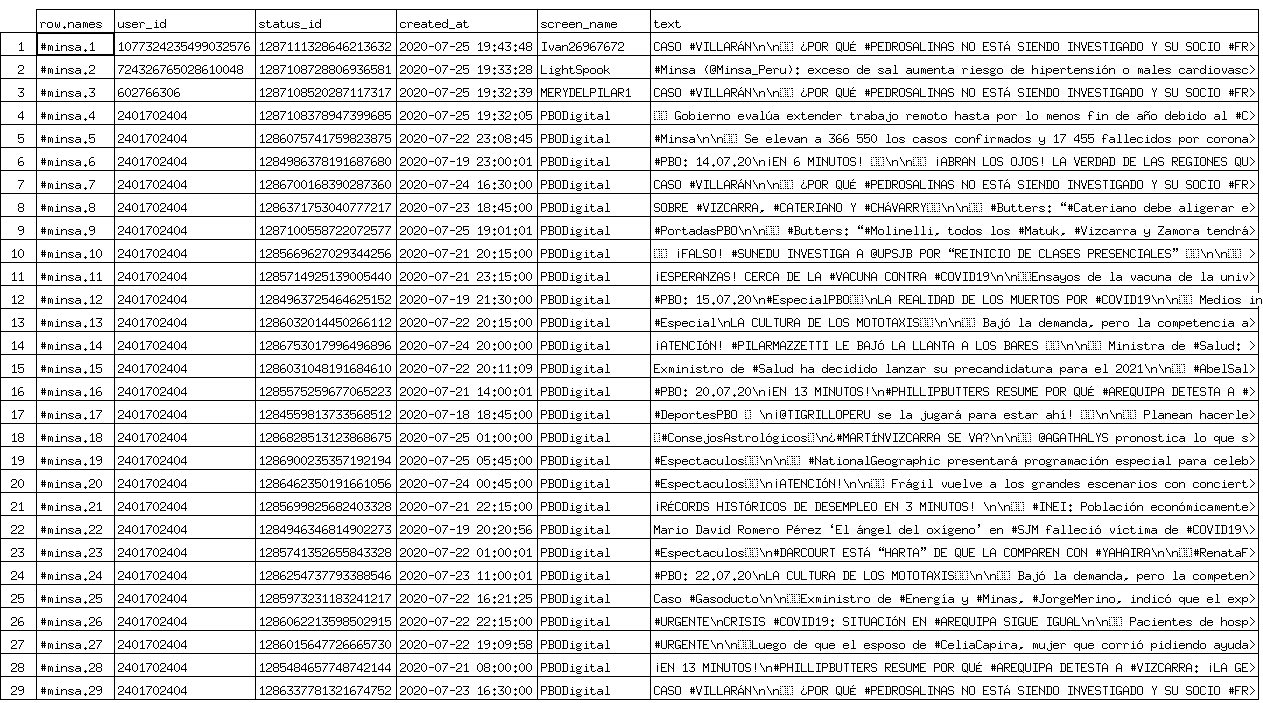 row.names user_id status_id created_at screen_name text
1 #minsa.1 1077324235499032576 1287111328646213632 2020-07-25 19:43:48 Ivan26967672 CASO #VILLARÁN\n\n ¿POR QUÉ #PEDROSALINAS NO ESTÁ SIENDO INVESTIGADO Y SU SOCIO #FR>
2 #minsa.2 724326765028610048 1287108728806936581 2020-07-25 19:33:28 LightSpook #Minsa (@Minsa_Peru): exceso de sal aumenta riesgo de hipertensión o males cardiovasc>
3 #minsa.3 602766306 1287108520287117317 2020-07-25 19:32:39 MERYDELPILAR1 CASO #VILLARÁN\n\n ¿POR QUÉ #PEDROSALINAS NO ESTÁ SIENDO INVESTIGADO Y SU SOCIO #FR>
4 #minsa.4 2401702404 1287108378947399685 2020-07-25 19:32:05 PBODigital Gobierno evalúa extender trabajo remoto hasta por lo menos fin de año debido al #C>
5 #minsa.5 2401702404 1286075741759823875 2020-07-22 23:08:45 PBODigital #Minsa\n\n Se elevan a 366 550 los casos confirmados y 17 455 fallecidos por corona>
6 #minsa.6 2401702404 1284986378191687680 2020-07-19 23:00:01 PBODigital #PBO: 14.07.20\n¡EN 6 MINUTOS! \n\n ¡ABRAN LOS OJOS! LA VERDAD DE LAS REGIONES QU>
7 #minsa.7 2401702404 1286700168390287360 2020-07-24 16:30:00 PBODigital CASO #VILLARÁN\n\n ¿POR QUÉ #PEDROSALINAS NO ESTÁ SIENDO INVESTIGADO Y SU SOCIO #FR>
8 #minsa.8 2401702404 1286371753040777217 2020-07-23 18:45:00 PBODigital SOBRE #VIZCARRA, #CATERIANO Y #CHÁVARRY\n\n #Butters: “#Cateriano debe aligerar e>
9 #minsa.9 2401702404 1287100558722072577 2020-07-25 19:01:01 PBODigital #PortadasPBO\n\n #Butters: “#Molinelli, todos los #Matuk, #Vizcarra y Zamora tendrá>
10 #minsa.10 2401702404 1285669627029344256 2020-07-21 20:15:00 PBODigital ¡FALSO! #SUNEDU INVESTIGA A @UPSJB POR “REINICIO DE CLASES PRESENCIALES” \n\n >
11 #minsa.11 2401702404 1285714925139005440 2020-07-21 23:15:00 PBODigital ¡ESPERANZAS! CERCA DE LA #VACUNA CONTRA #COVID19\n\nEnsayos de la vacuna de la univ>
12 #minsa.12 2401702404 1284963725464625152 2020-07-19 21:30:00 PBODigital #PBO: 15.07.20\n#EspecialPBO\nLA REALIDAD DE LOS MUERTOS POR #COVID19\n\n Medios in
13 #minsa.13 2401702404 1286032014450266112 2020-07-22 20:15:00 PBODigital #Especial\nLA CULTURA DE LOS MOTOTAXIS\n\n Bajó la demanda, pero la competencia a>
14 #minsa.14 2401702404 1286753017996496896 2020-07-24 20:00:00 PBODigital ¡ATENCIÓN! #PILARMAZZETTI LE BAJÓ LA LLANTA A LOS BARES \n\n Ministra de #Salud: >
15 #minsa.15 2401702404 1286031048191684610 2020-07-22 20:11:09 PBODigital Exministro de #Salud ha decidido lanzar su precandidatura para el 2021\n\n #AbelSal>
16 #minsa.16 2401702404 1285575259677065223 2020-07-21 14:00:01 PBODigital #PBO: 20.07.20\n¡EN 13 MINUTOS!\n#PHILLIPBUTTERS RESUME POR QUÉ #AREQUIPA DETESTA A #>
17 #minsa.17 2401702404 1284559813733568512 2020-07-18 18:45:00 PBODigital #DeportesPBO \n¡@TIGRILLOPERU se la jugará para estar ahí! \n\n Planean hacerle>
18 #minsa.18 2401702404 1286828513123868675 2020-07-25 01:00:00 PBODigital #ConsejosAstrológicos\n¿#MARTÍNVIZCARRA SE VA?\n\n @AGATHALYS pronostica lo que s>
19 #minsa.19 2401702404 1286900235357192194 2020-07-25 05:45:00 PBODigital #Espectaculos\n\n #NationalGeographic presentará programación especial para celeb>
20 #minsa.20 2401702404 1286462350191661056 2020-07-24 00:45:00 PBODigital #Espectaculos\n¡ATENCIÓN!\n\n Frágil vuelve a los grandes escenarios con conciert>
21 #minsa.21 2401702404 1285699825682403328 2020-07-21 22:15:00 PBODigital ¡RÉCORDS HISTÓRICOS DE DESEMPLEO EN 3 MINUTOS! \n\n #INEI: Población económicamente>
22 #minsa.22 2401702404 1284946346814902273 2020-07-19 20:20:56 PBODigital Mario David Romero Pérez ‘El ángel del oxígeno’ en #SJM falleció víctima de #COVID19\>
23 #minsa.23 2401702404 1285741352655843328 2020-07-22 01:00:01 PBODigital #Espectaculos\n#DARCOURT ESTÁ “HARTA” DE QUE LA COMPAREN CON #YAHAIRA\n\n#RenataF>
24 #minsa.24 2401702404 1286254737793388546 2020-07-23 11:00:01 PBODigital #PBO: 22.07.20\nLA CULTURA DE LOS MOTOTAXIS\n\n Bajó la demanda, pero la competen>
25 #minsa.25 2401702404 1285973231183241217 2020-07-22 16:21:25 PBODigital Caso #Gasoducto\n\nExministro de #Energía y #Minas, #JorgeMerino, indicó que el exp>
26 #minsa.26 2401702404 1286062213598502915 2020-07-22 22:15:00 PBODigital #URGENTE\nCRISIS #COVID19: SITUACIÓN EN #AREQUIPA SIGUE IGUAL\n\n Pacientes de hosp>
27 #minsa.27 2401702404 1286015647726665730 2020-07-22 19:09:58 PBODigital #URGENTE\n\nLuego de que el esposo de #CeliaCapira, mujer que corrió pidiendo ayuda>
28 #minsa.28 2401702404 1285484657748742144 2020-07-21 08:00:00 PBODigital ¡EN 13 MINUTOS!\n#PHILLIPBUTTERS RESUME POR QUÉ #AREQUIPA DETESTA A #VIZCARRA: ¡LA GE>
29 #minsa.29 2401702404 1286337781321674752 2020-07-23 16:30:00 PBODigital CASO #VILLARÁN\n\n ¿POR QUÉ #PEDROSALINAS NO ESTÁ SIENDO INVESTIGADO Y SU SOCIO #FR>